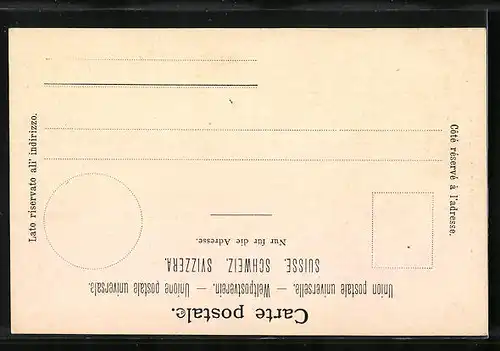 Carte postale.
Union postale universelle. — Weltpostverein. — Unione postale universale.
SUISSE. SCHWEIZ. SVIZZERA.
Nur für die Adresse.
Côté réservé à l'adresse.
Lato riservato all' indirizzo.